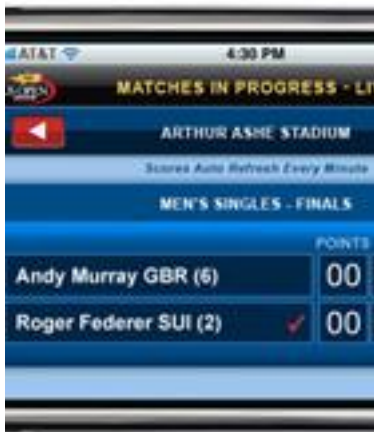 AT&T 4:30 PM
OPEN MATCHES IN PROGRESS - LI
ARTHUR ASHE STADIUM
Scores Auto Refresh Every Minute
MEN'S SINGLES - FINALS
POINTS
Andy Murray GBR (6) 00
Roger Federer SUI (2) ✓ 00